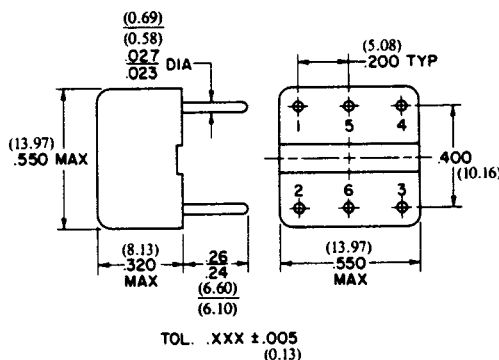 (0.69)
(0.58)
.027
.023 DIA
(5.08)
.200 TYP
1 5 4
(13.97)
.550 MAX
.400
(10.16)
2 6 3
(8.13)
.320
MAX
.26
.24
(6.60)
(6.10)
(13.97)
.550
MAX
TOL. .XXX ±.005
(0.13)